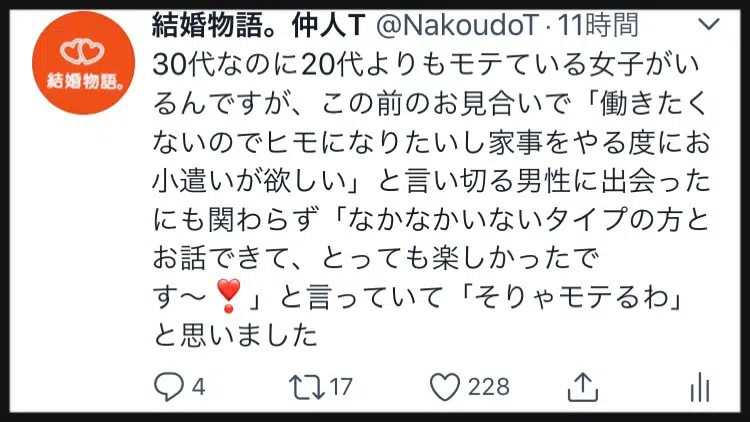 結婚物語。仲人T @NakoudoT · 11時間
結婚物語。
30代なのに20代よりもモテている女子がい
るんですが、この前のお見合いで「働きたく
ないのでヒモになりたいし家事をやる度にお
小遣いが欲しい」と言い切る男性に出会った
にも関わらず「なかなかいないタイプの方と
お話できて、とっても楽しかったで
す〜❣️」と言っていて「そりゃモテるわ」
と思いました
4 17 228